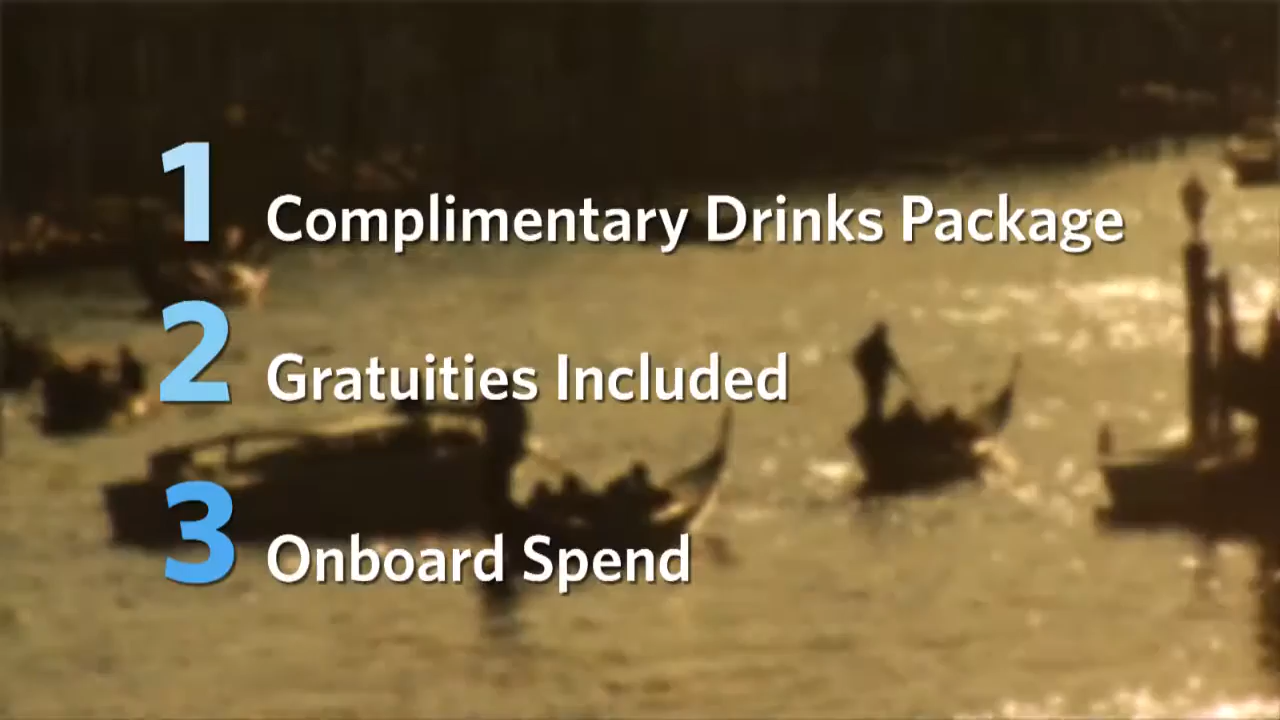 1 Complimentary Drinks Package
2 Gratuities Included
3 Onboard Spend